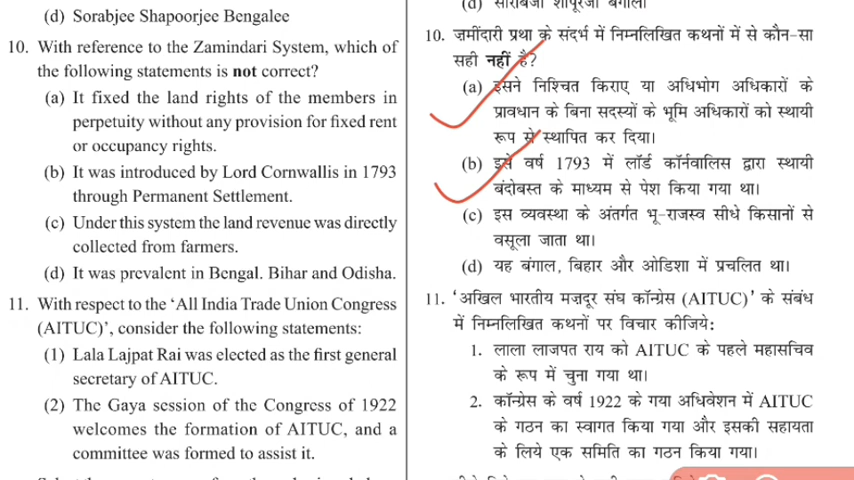 (d) Sorabjee Shapoorjee Bengalee
10. With reference to the Zamindari System, which of
the following statements is not correct?
(a) It fixed the land rights of the members in
perpetuity without any provision for fixed rent
or occupancy rights.
(b) It was introduced by Lord Cornwallis in 1793
through Permanent Settlement.
(c) Under this system the land revenue was directly
collected from farmers.
(d) It was prevalent in Bengal. Bihar and Odisha.
11. With respect to the ‘All India Trade Union Congress
(AITUC)’, consider the following statements:
(1) Lala Lajpat Rai was elected as the first general
secretary of AITUC.
(2) The Gaya session of the Congress of 1922
welcomes the formation of AITUC, and a
committee was formed to assist it.
(d) सोराबजी शापूरजी बंगाली
10. ज़मींदारी प्रथा के संदर्भ में निम्नलिखित कथनों में से कौन-सा
सही नहीं है?
(a) इसने निश्चित किराए या अधिभोग अधिकारों के
प्रावधान के बिना सदस्यों के भूमि अधिकारों को स्थायी
रूप से स्थापित कर दिया।
(b) इसे वर्ष 1793 में लॉर्ड कॉर्नवालिस द्वारा स्थायी
बंदोबस्त के माध्यम से पेश किया गया था।
(c) इस व्यवस्था के अंतर्गत भू-राजस्व सीधे किसानों से
वसूला जाता था।
(d) यह बंगाल, बिहार और ओडिशा में प्रचलित था।
11. ‘अखिल भारतीय मज़दूर संघ कॉन्ग्रेस (AITUC)’ के संबंध
में निम्नलिखित कथनों पर विचार कीजिये:
1. लाला लाजपत राय को AITUC के पहले महासचिव
के रूप में चुना गया था।
2. कॉन्ग्रेस के वर्ष 1922 के गया अधिवेशन में AITUC
के गठन का स्वागत किया गया और इसकी सहायता
के लिये एक समिति का गठन किया गया।